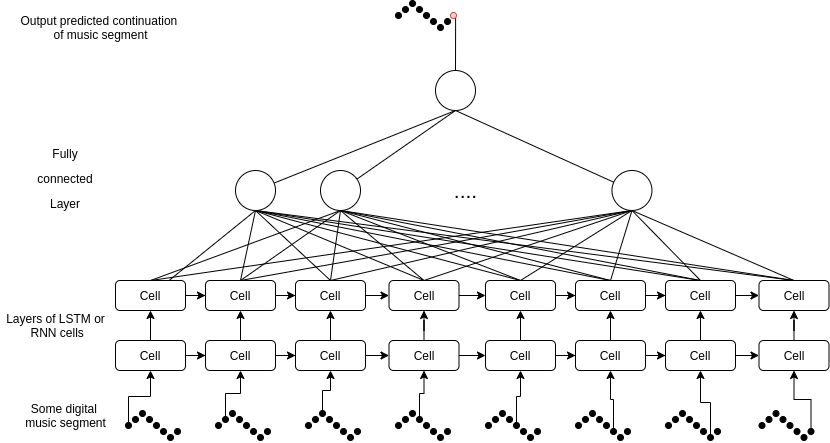 Output predicted continuation
of music segment
Fully
connected
....
Layer
Cell Cell Cell Cell Cell Cell Cell Cell
Layers of LSTM or
RNN cells
Cell Cell Cell Cell Cell Cell Cell Cell
Some digital
music segment